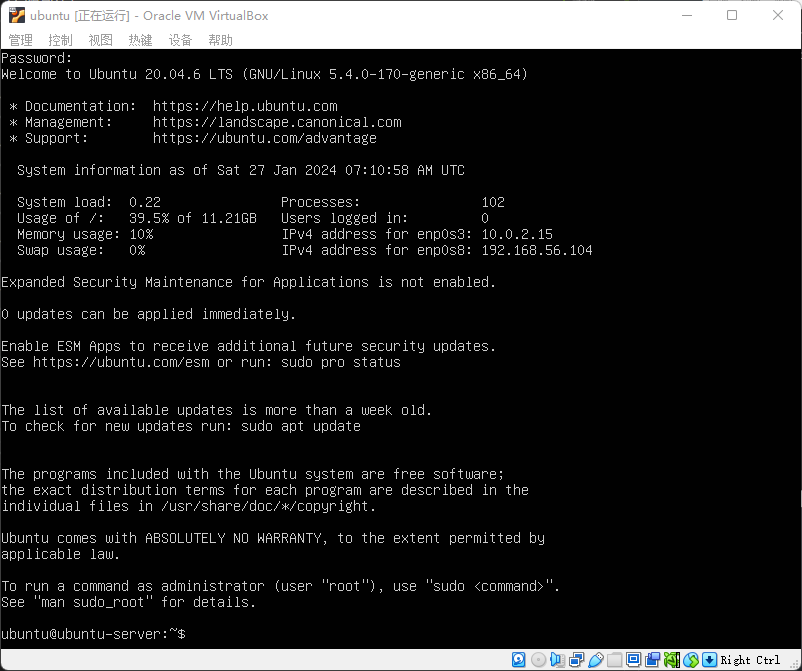 ubuntu [正在运行] - Oracle VM VirtualBox
管理 控制 视图 热键 设备 帮助
Password:
Welcome to Ubuntu 20.04.6 LTS (GNU/Linux 5.4.0-170-generic x86_64)
* Documentation: https://help.ubuntu.com
* Management: https://landscape.canonical.com
* Support: https://ubuntu.com/advantage
System information as of Sat 27 Jan 2024 07:10:58 AM UTC
System load: 0.22 Processes: 102
Usage of /: 39.5% of 11.21GB Users logged in: 0
Memory usage: 10% IPv4 address for enp0s3: 10.0.2.15
Swap usage: 0% IPv4 address for enp0s8: 192.168.56.104
Expanded Security Maintenance for Applications is not enabled.
0 updates can be applied immediately.
Enable ESM Apps to receive additional future security updates.
See https://ubuntu.com/esm or run: sudo pro status
The list of available updates is more than a week old.
To check for new updates run: sudo apt update
The programs included with the Ubuntu system are free software;
the exact distribution terms for each program are described in the
individual files in /usr/share/doc/*/copyright.
Ubuntu comes with ABSOLUTELY NO WARRANTY, to the extent permitted by
applicable law.
To run a command as administrator (user "root"), use "sudo <command>".
See "man sudo_root" for details.
ubuntu@ubuntu-server:~$
Right Ctrl